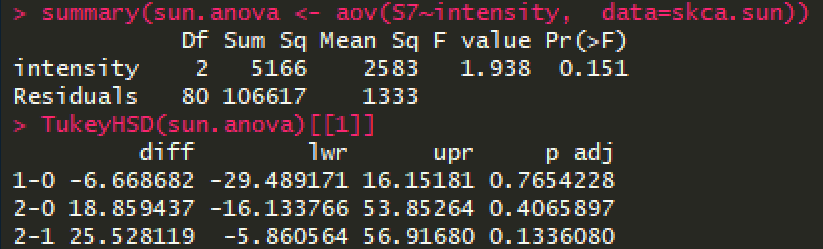 > summary(sun.anova <- aov(S7~intensity,  data=skca.sun))
            Df Sum Sq Mean Sq F value Pr(>F)
intensity    2   5166    2583   1.938  0.151
Residuals   80 106617    1333
> TukeyHSD(sun.anova)[[1]]
         diff        lwr      upr     p adj
1-0 -6.668682 -29.489171 16.15181 0.7654228
2-0 18.859437 -16.133766 53.85264 0.4065897
2-1 25.528119  -5.860564 56.91680 0.1336080